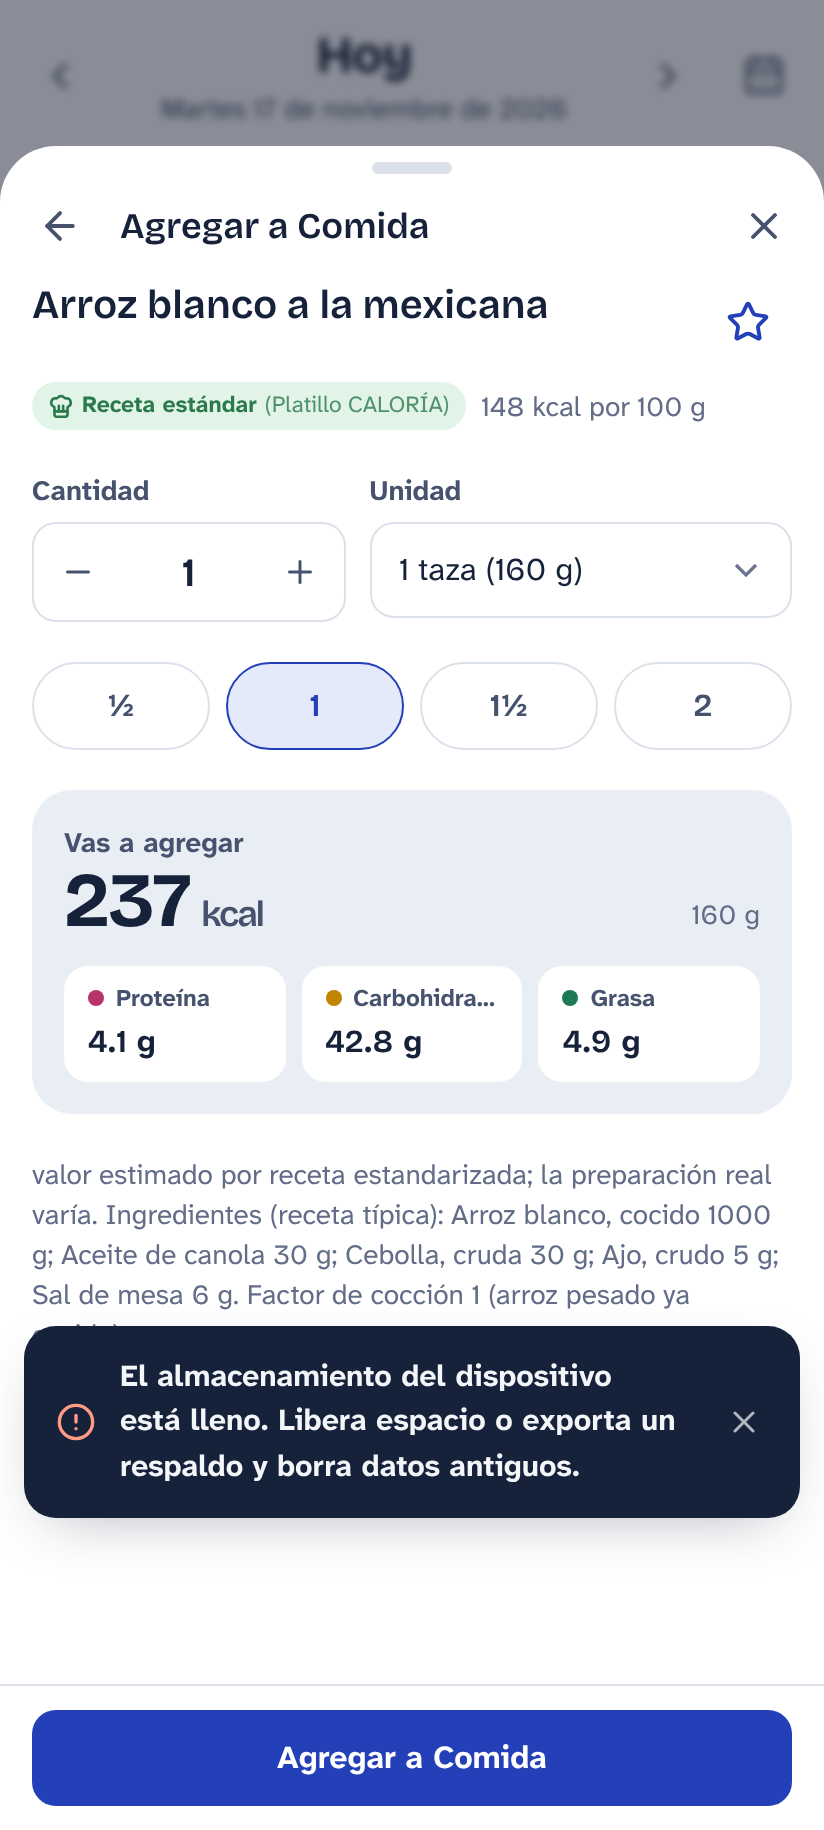 Hoy
Martes 17 de noviembre de 2026
Agregar a Comida
Arroz blanco a la mexicana
Receta estándar (Platillo CALORÍA) 148 kcal por 100 g
Cantidad Unidad
1 1 taza (160 g)
½ 1 1½ 2
Vas a agregar
237 kcal 160 g
Proteína Carbohidra... Grasa
4.1 g 42.8 g 4.9 g
valor estimado por receta estandarizada; la preparación real
varía. Ingredientes (receta típica): Arroz blanco, cocido 1000
g; Aceite de canola 30 g; Cebolla, cruda 30 g; Ajo, crudo 5 g;
Sal de mesa 6 g. Factor de cocción 1 (arroz pesado ya
El almacenamiento del dispositivo
está lleno. Libera espacio o exporta un
respaldo y borra datos antiguos.
Agregar a Comida